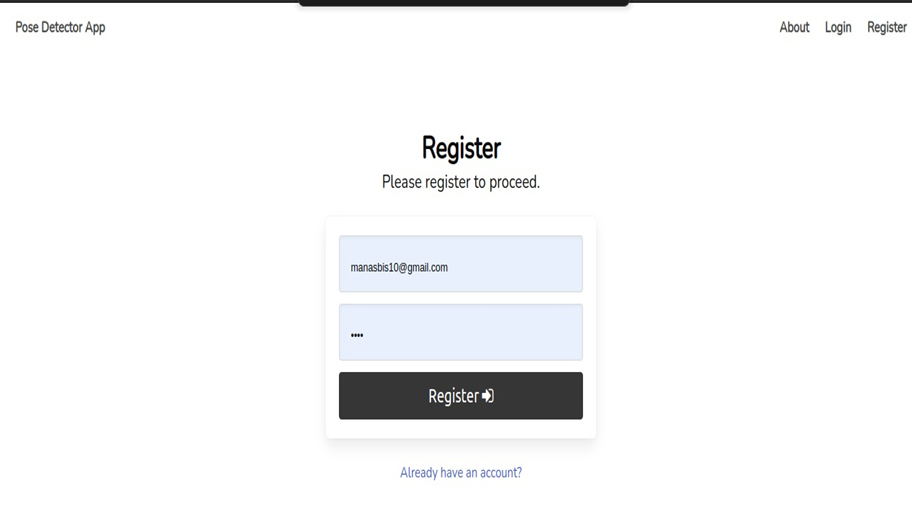 Pose Detector App
About Login Register
Register
Please register to proceed.
manasbis10@gmail.com
••••
Register
Already have an account?